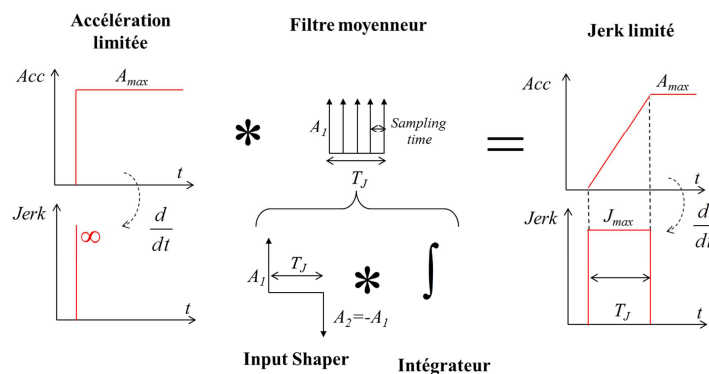 Accélération limitée
Filtre moyenneur
Jerk limité
Acc
A_max
t
*
A_1
Sampling time
T_J
=
Acc
A_max
t
Jerk
∞
d/dt
t
A_1
T_J
*
∫
A_2=-A_1
Jerk
J_max
d/dt
T_J
t
Input Shaper
Intégrateur